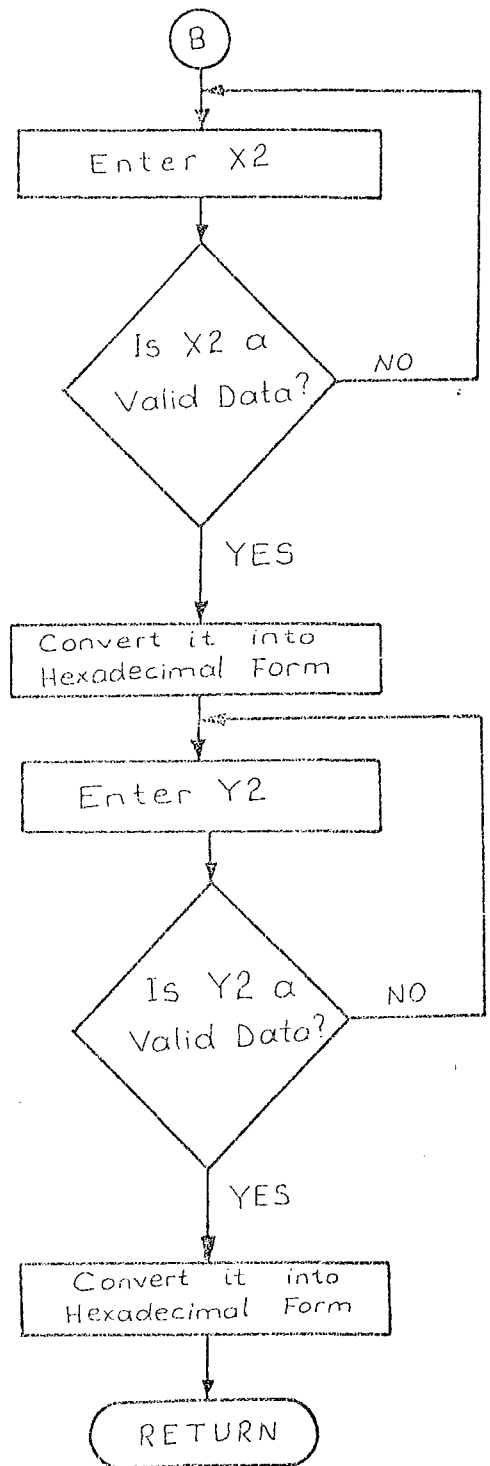 B
Enter X2
Is X2 a
Valid Data?
NO
YES
Convert it into
Hexadecimal Form
Enter Y2
Is Y2 a
Valid Data?
NO
YES
Convert it into
Hexadecimal Form
RETURN